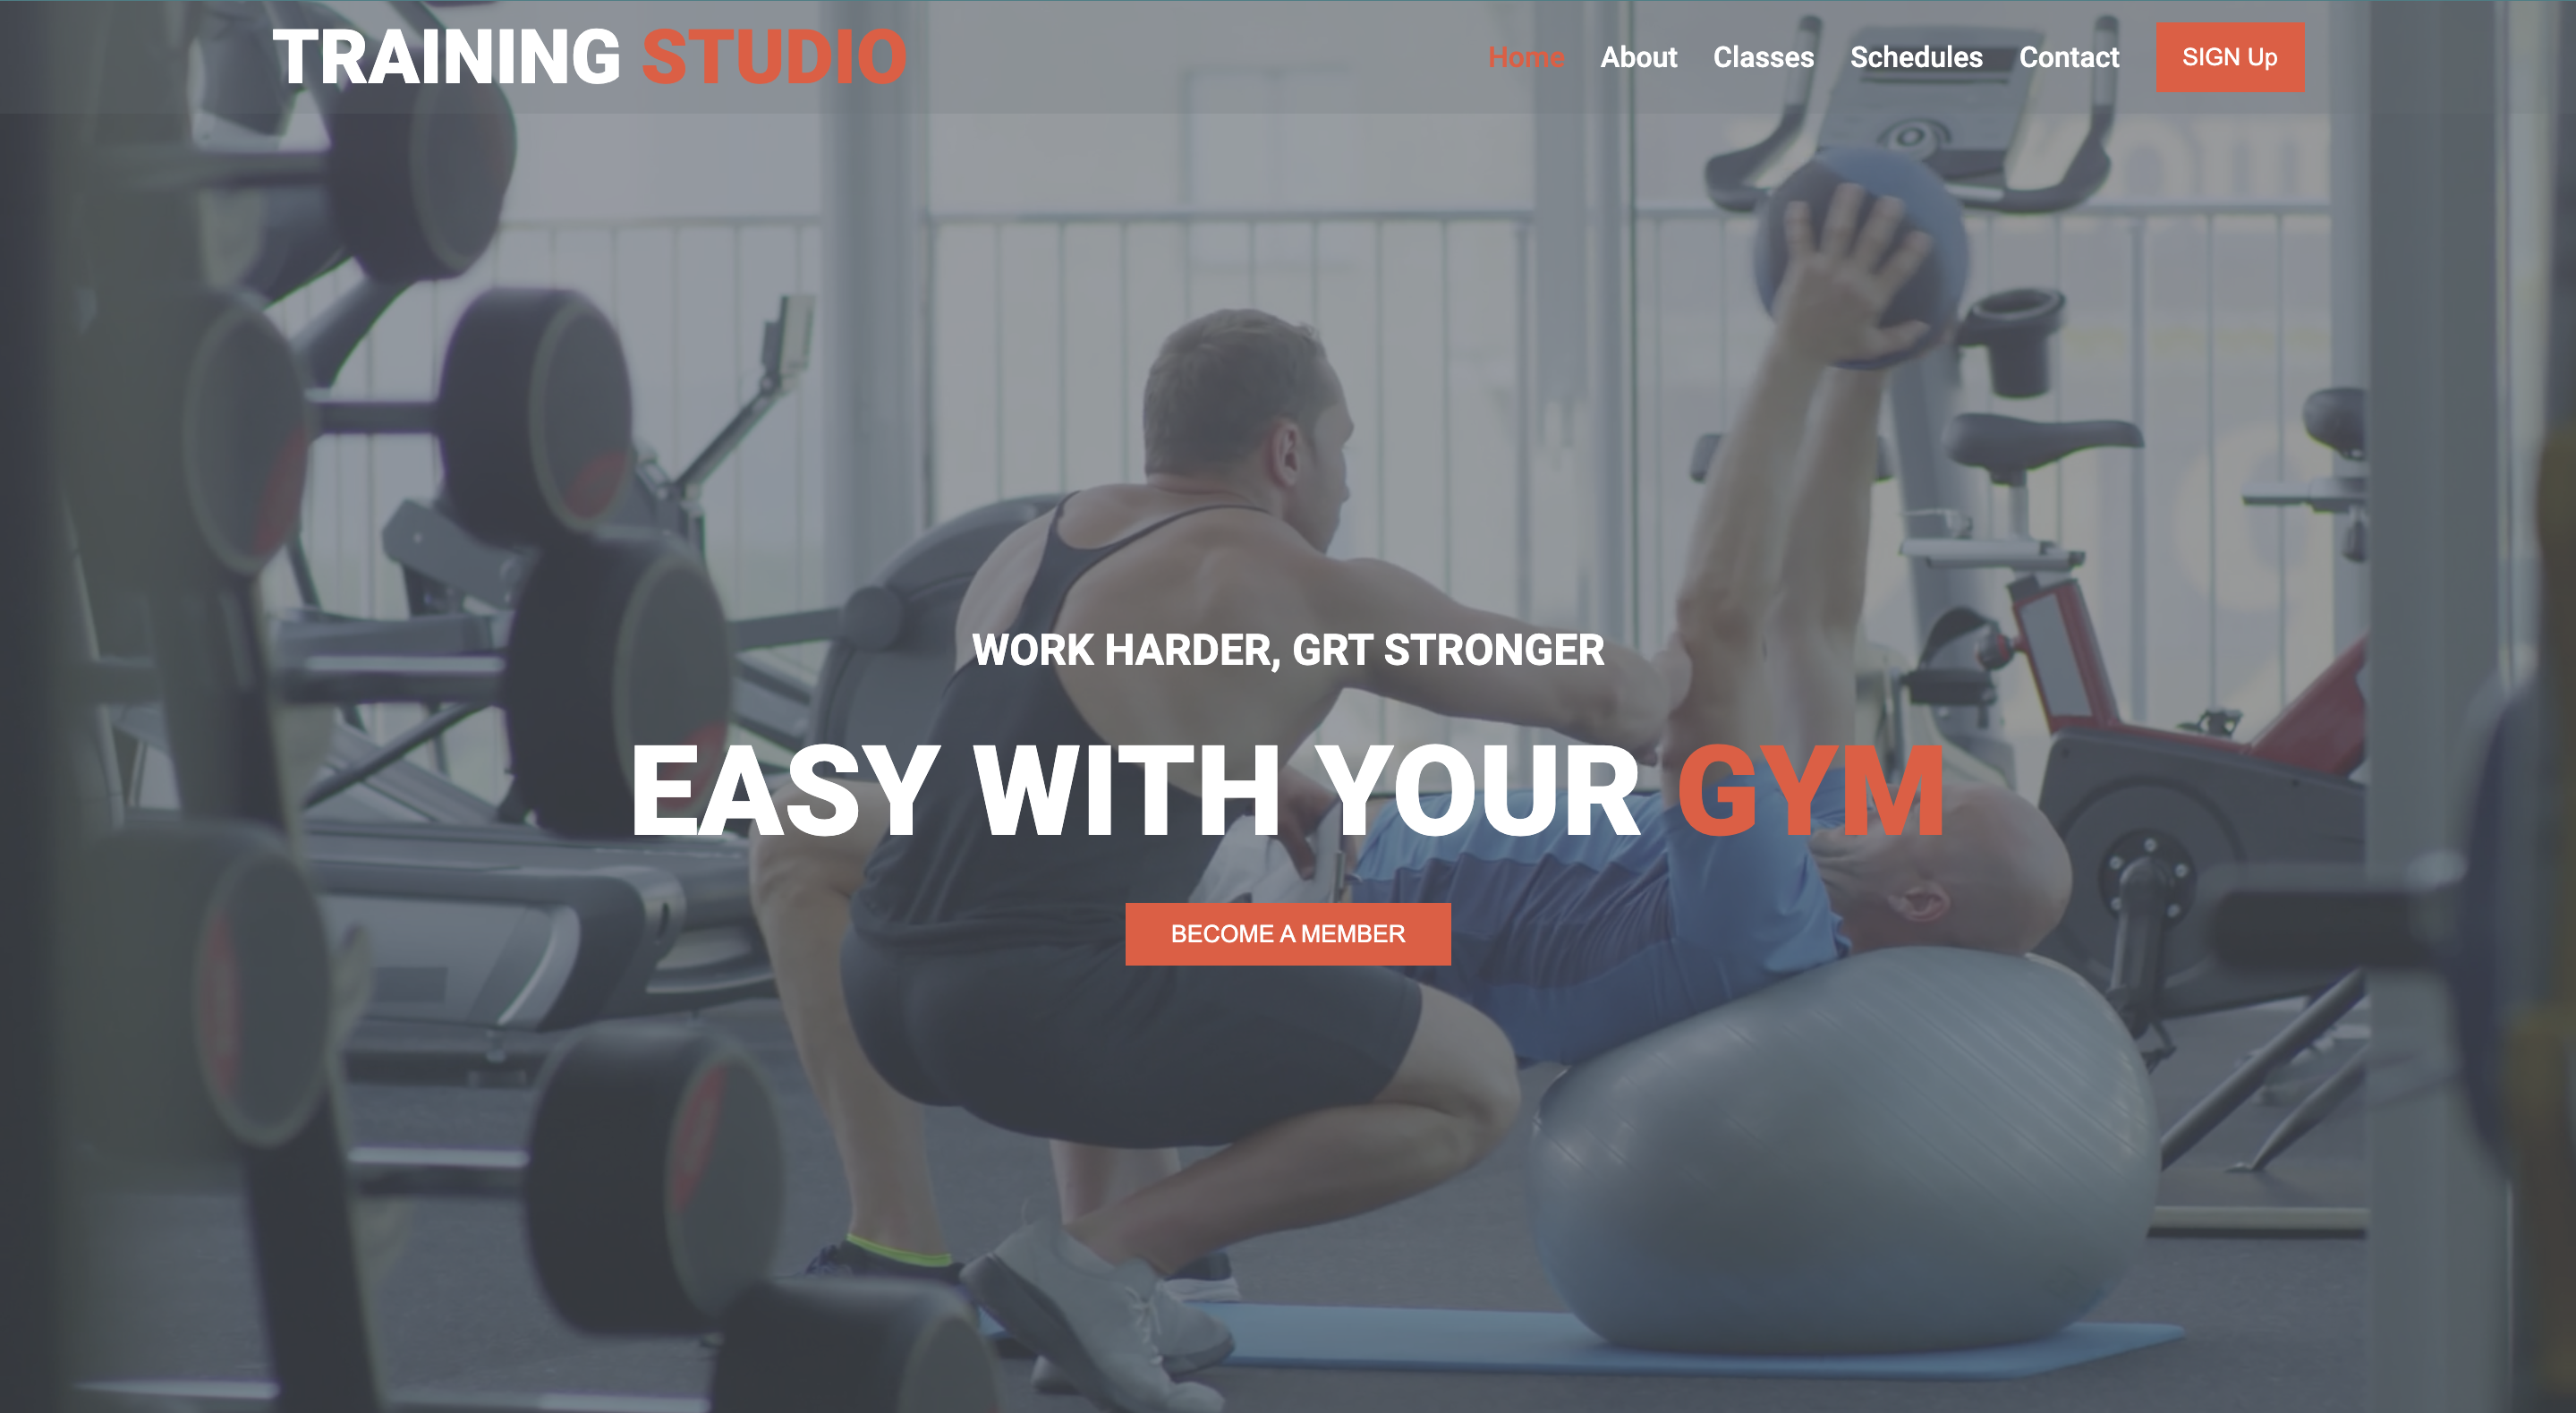 TRAINING STUDIO
Home About Classes Schedules Contact SIGN Up
WORK HARDER, GRT STRONGER
EASY WITH YOUR GYM
BECOME A MEMBER